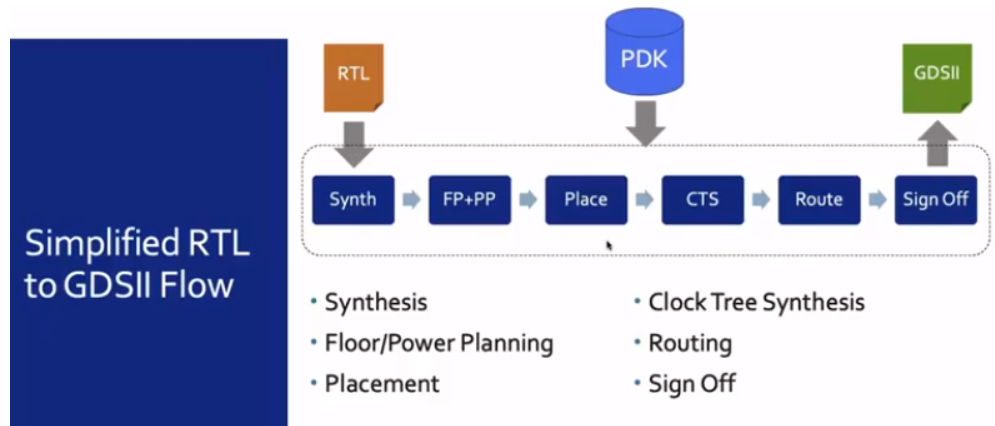 Simplified RTL
to GDSII Flow
RTL
PDK
GDSII
Synth
FP+PP
Place
CTS
Route
Sign Off
• Synthesis
• Floor/Power Planning
• Placement
• Clock Tree Synthesis
• Routing
• Sign Off